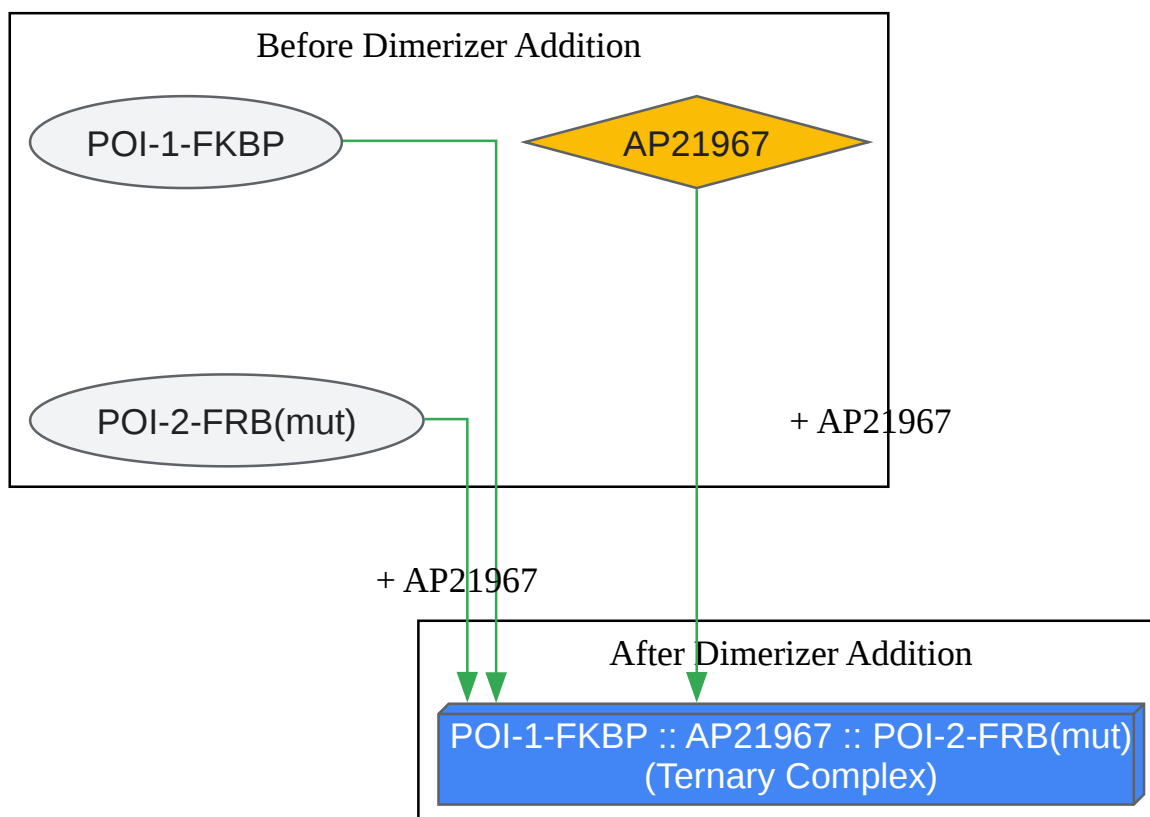 Before Dimerizer Addition
POI-1-FKBP
AP21967
POI-2-FRB(mut)
+ AP21967
+ AP21967
After Dimerizer Addition
POI-1-FKBP :: AP21967 :: POI-2-FRB(mut)
(Ternary Complex)